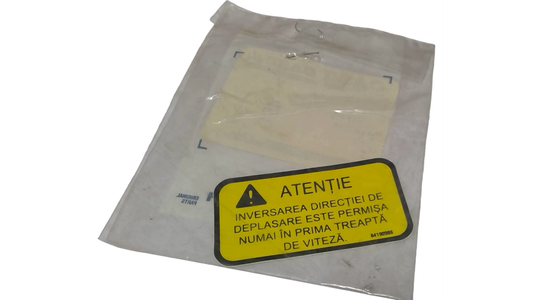 ATENȚIE
INVERSAREA DIRECȚIEI DE
DEPLASARE ESTE PERMISĂ
NUMAI ÎN PRIMA TREAPTĂ
DE VITEZĂ.